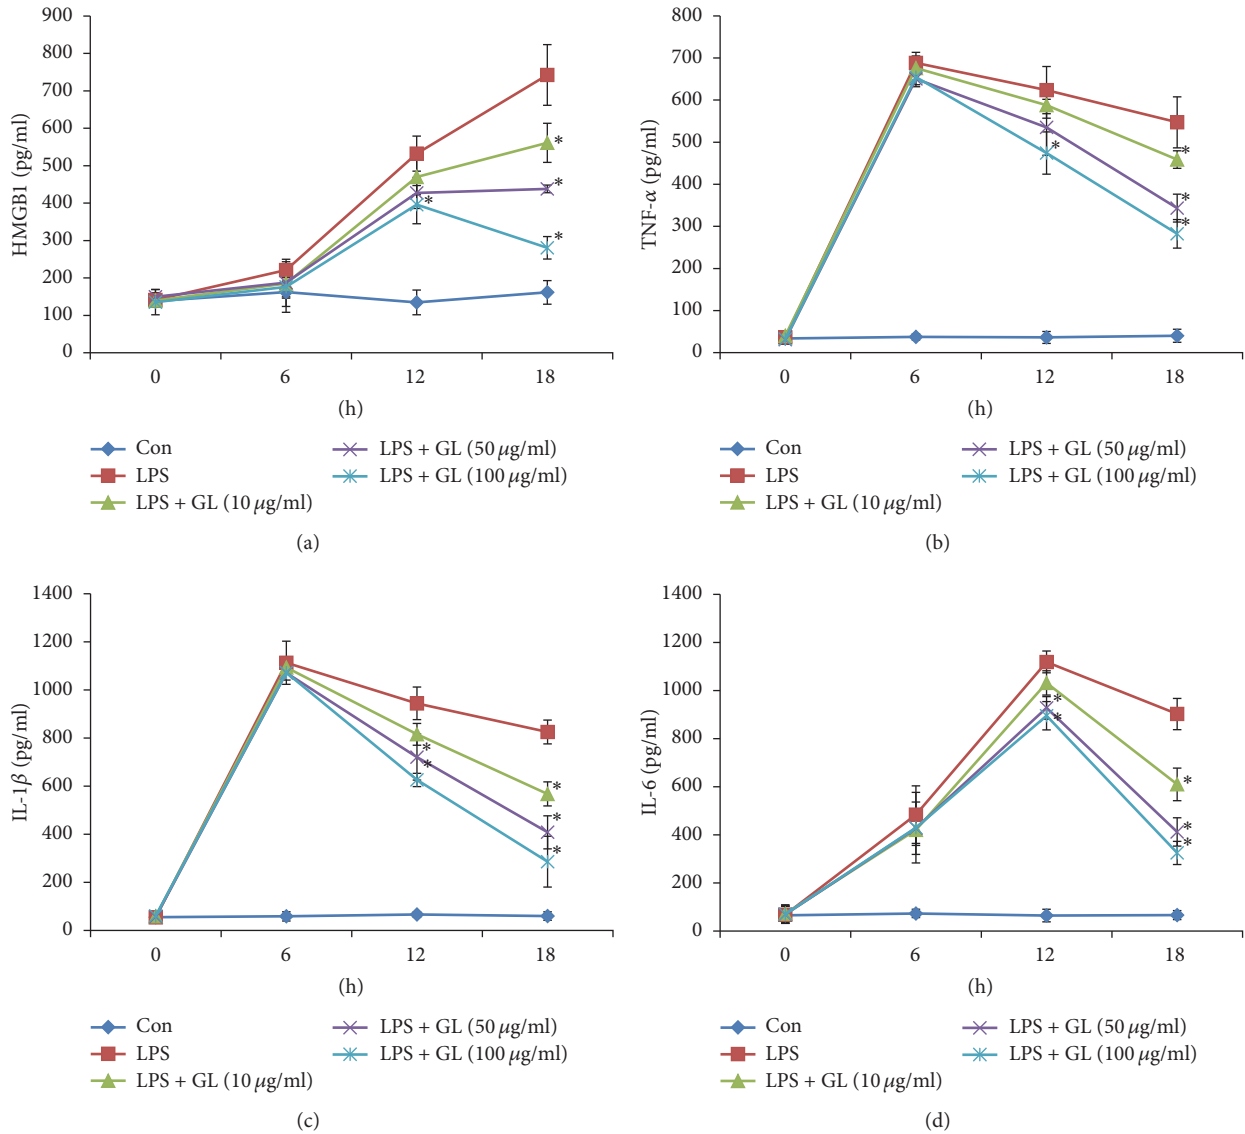 900
800
700
600
500
400
300
200
100
0
HMGB1 (pg/ml)
0 6 12 18
(h)
*
*
*
*
Con
LPS
LPS + GL (10 μg/ml)
LPS + GL (50 μg/ml)
LPS + GL (100 μg/ml)
(a)
800
700
600
500
400
300
200
100
0
TNF-α (pg/ml)
0 6 12 18
(h)
*
*
*
*
Con
LPS
LPS + GL (10 μg/ml)
LPS + GL (50 μg/ml)
LPS + GL (100 μg/ml)
(b)
1400
1200
1000
800
600
400
200
0
IL-1β (pg/ml)
0 6 12 18
(h)
*
*
*
*
*
Con
LPS
LPS + GL (10 μg/ml)
LPS + GL (50 μg/ml)
LPS + GL (100 μg/ml)
(c)
1400
1200
1000
800
600
400
200
0
IL-6 (pg/ml)
0 6 12 18
(h)
*
*
*
*
*
Con
LPS
LPS + GL (10 μg/ml)
LPS + GL (50 μg/ml)
LPS + GL (100 μg/ml)
(d)